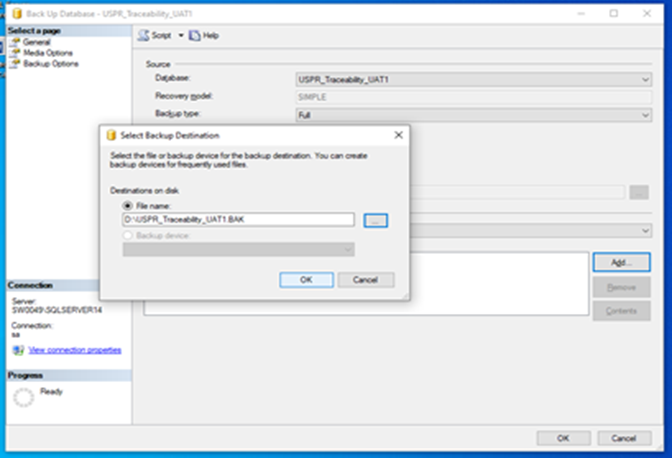 Back Up Database - USPR_Traceability_UAT1
Select a page
General
Media Options
Backup Options
Script
Help
Source
Database:
USPR_Traceability_UAT1
Recovery model:
SIMPLE
Backup type:
Full
Select Backup Destination
Select the file or backup device for the backup destination. You can create
backup devices for frequently used files.
Destinations on disk
File name:
D:\USPR_Traceability_UAT1.BAK
...
Backup device:
OK
Cancel
...
Add...
Remove
Contents
Connection
Server:
SW0049\SQLSERVER14
Connection:
sa
View connection properties
Progress
Ready
OK
Cancel